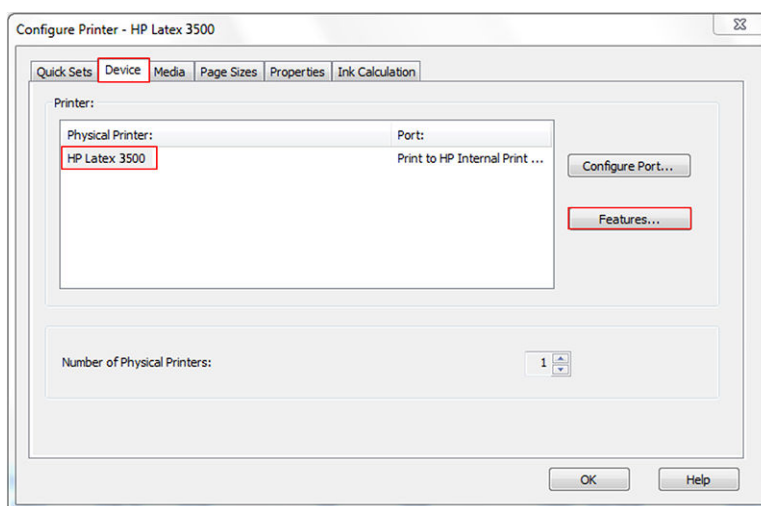 Configure Printer - HP Latex 3500
Quick Sets Device Media Page Sizes Properties Ink Calculation
Printer:
Physical Printer: Port:
HP Latex 3500 Print to HP Internal Print ...
Configure Port...
Features...
Number of Physical Printers: 1
OK Help